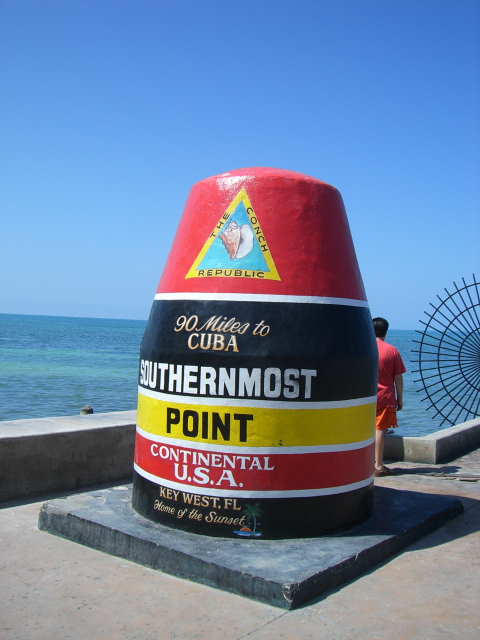 THE CONCH
REPUBLIC
90 Miles to
CUBA
SOUTHERNMOST
POINT
CONTINENTAL
U.S.A.
KEY WEST, FL
Home of the Sunset